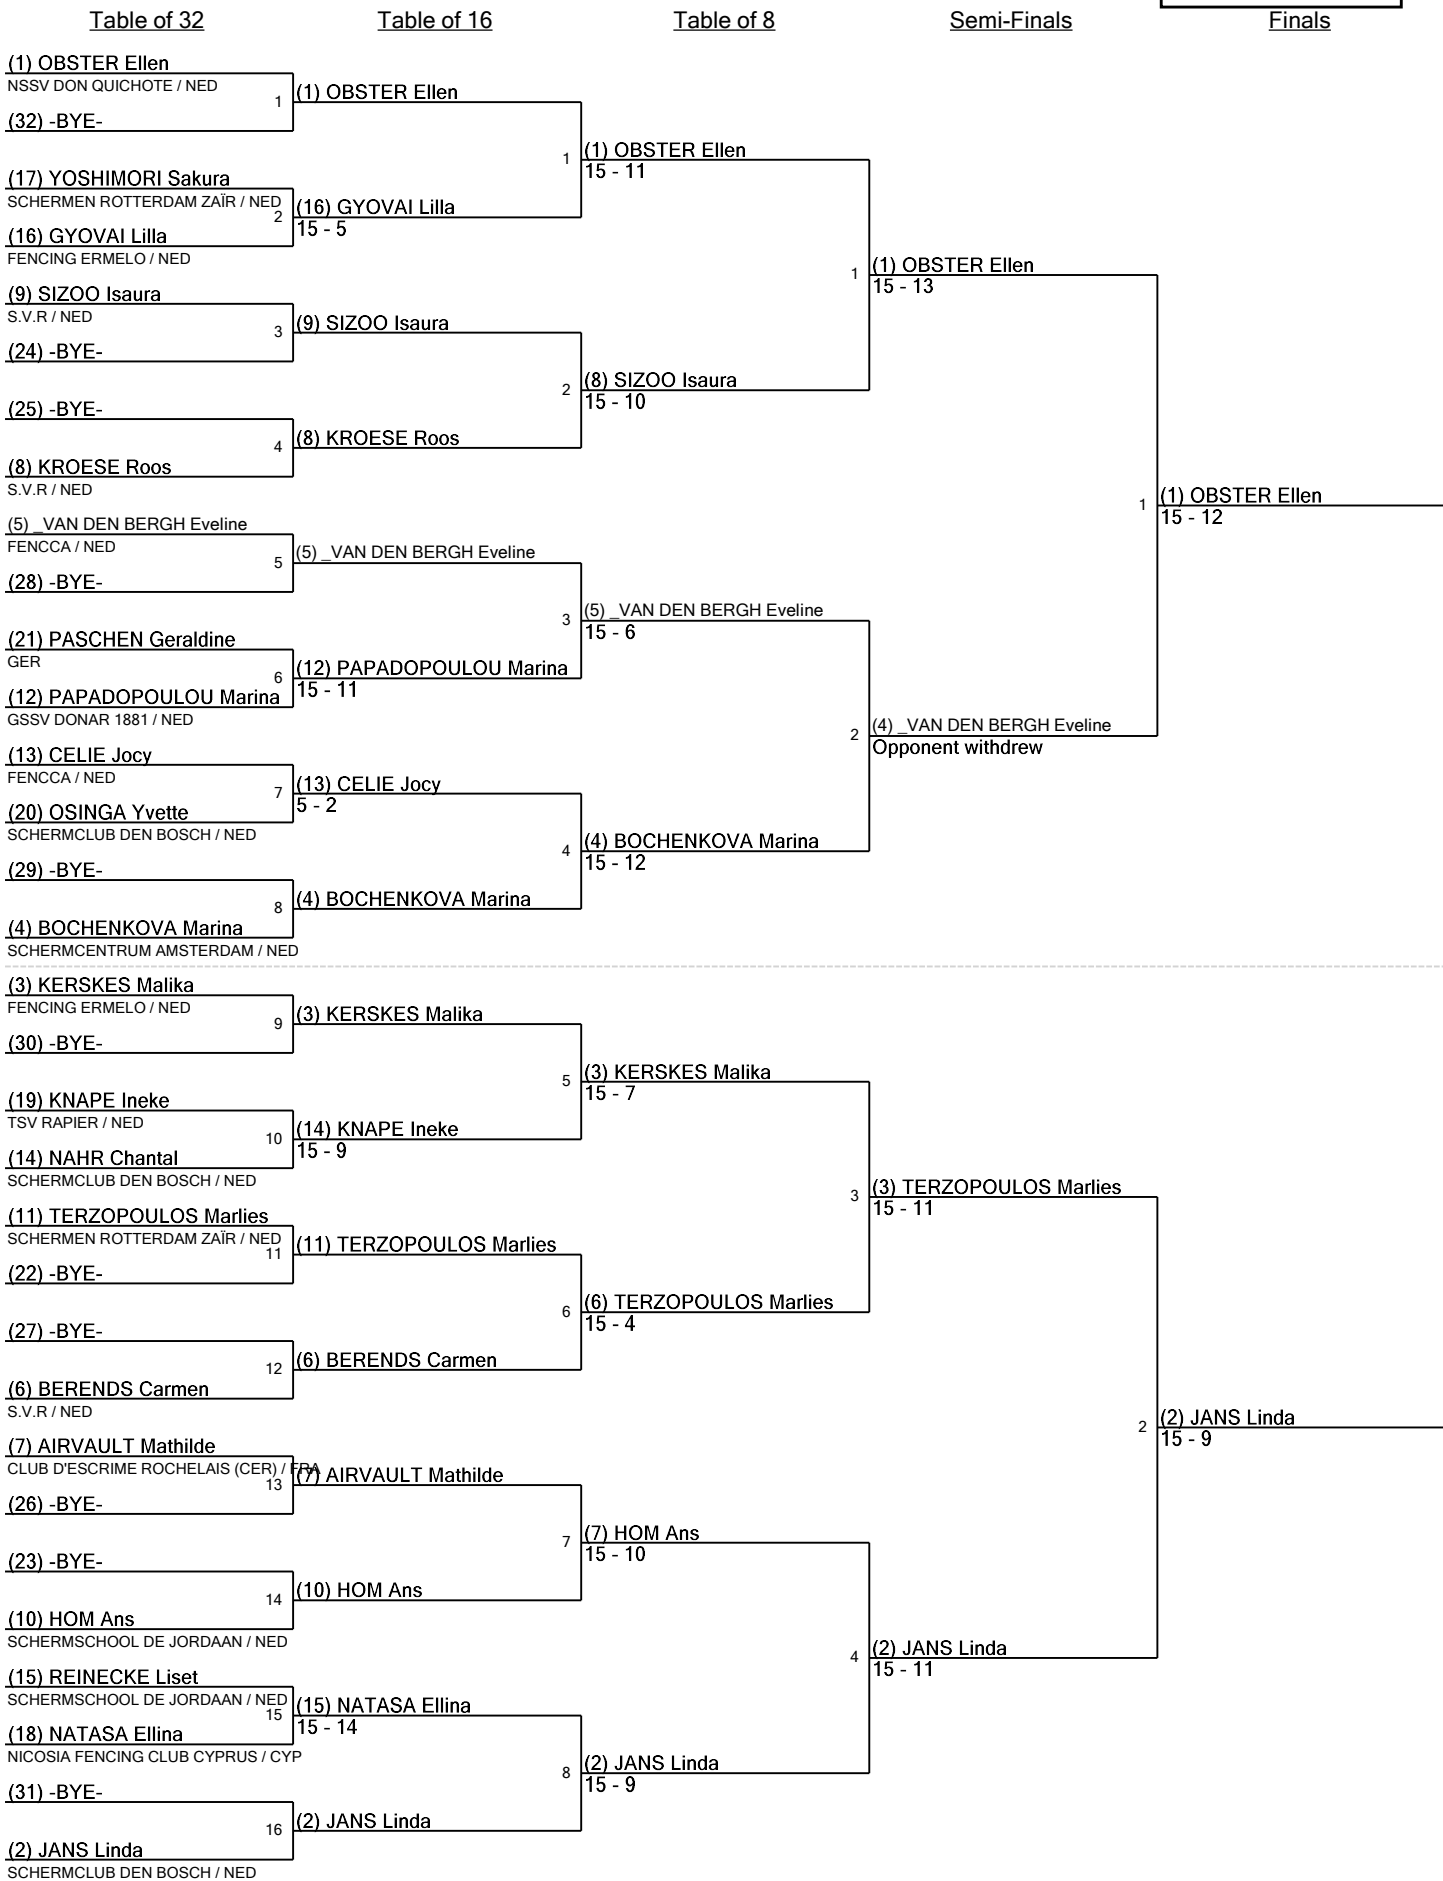 Table of 32
Table of 16
Table of 8
Semi-Finals
Finals
(1) OBSTER Ellen
NSSV DON QUICHOTE / NED
1
(32) -BYE-
(17) YOSHIMORI Sakura
SCHERMEN ROTTERDAM ZAÏR / NED
2
(16) GYOVAI Lilla
FENCING ERMELO / NED
(9) SIZOO Isaura
S.V.R / NED
3
(24) -BYE-
(25) -BYE-
4
(8) KROESE Roos
S.V.R / NED
(5) _VAN DEN BERGH Eveline
FENCCA / NED
5
(28) -BYE-
(21) PASCHEN Geraldine
GER
6
(12) PAPADOPOULOU Marina
GSSV DONAR 1881 / NED
(13) CELIE Jocy
FENCCA / NED
7
(20) OSINGA Yvette
SCHERMCLUB DEN BOSCH / NED
(29) -BYE-
8
(4) BOCHENKOVA Marina
SCHERMCENTRUM AMSTERDAM / NED
(3) KERSKES Malika
FENCING ERMELO / NED
9
(30) -BYE-
(19) KNAPE Ineke
TSV RAPIER / NED
10
(14) NAHR Chantal
SCHERMCLUB DEN BOSCH / NED
(11) TERZOPOULOS Marlies
SCHERMEN ROTTERDAM ZAÏR / NED
11
(22) -BYE-
(27) -BYE-
12
(6) BERENDS Carmen
S.V.R / NED
(7) AIRVAULT Mathilde
CLUB D'ESCRIME ROCHELAIS (CER) / FRA
13
(26) -BYE-
(23) -BYE-
14
(10) HOM Ans
SCHERMSCHOOL DE JORDAAN / NED
(15) REINECKE Liset
SCHERMSCHOOL DE JORDAAN / NED
15
(18) NATASA Ellina
NICOSIA FENCING CLUB CYPRUS / CYP
(31) -BYE-
16
(2) JANS Linda
SCHERMCLUB DEN BOSCH / NED
(1) OBSTER Ellen
1
(16) GYOVAI Lilla
15 - 5
(9) SIZOO Isaura
2
(8) KROESE Roos
(5) _VAN DEN BERGH Eveline
3
(12) PAPADOPOULOU Marina
15 - 11
(13) CELIE Jocy
5 - 2
4
(4) BOCHENKOVA Marina
(3) KERSKES Malika
5
(14) KNAPE Ineke
15 - 9
(11) TERZOPOULOS Marlies
6
(6) BERENDS Carmen
(7) AIRVAULT Mathilde
7
(10) HOM Ans
(15) NATASA Ellina
15 - 14
8
(2) JANS Linda
(1) OBSTER Ellen
15 - 11
1
(8) SIZOO Isaura
15 - 10
(5) _VAN DEN BERGH Eveline
15 - 6
2
(4) BOCHENKOVA Marina
15 - 12
(3) KERSKES Malika
15 - 7
3
(6) TERZOPOULOS Marlies
15 - 4
(7) HOM Ans
15 - 10
4
(2) JANS Linda
15 - 9
(1) OBSTER Ellen
15 - 13
1
(4) _VAN DEN BERGH Eveline
Opponent withdrew
(3) TERZOPOULOS Marlies
15 - 11
2
(2) JANS Linda
15 - 11
(1) OBSTER Ellen
15 - 12
(2) JANS Linda
15 - 9